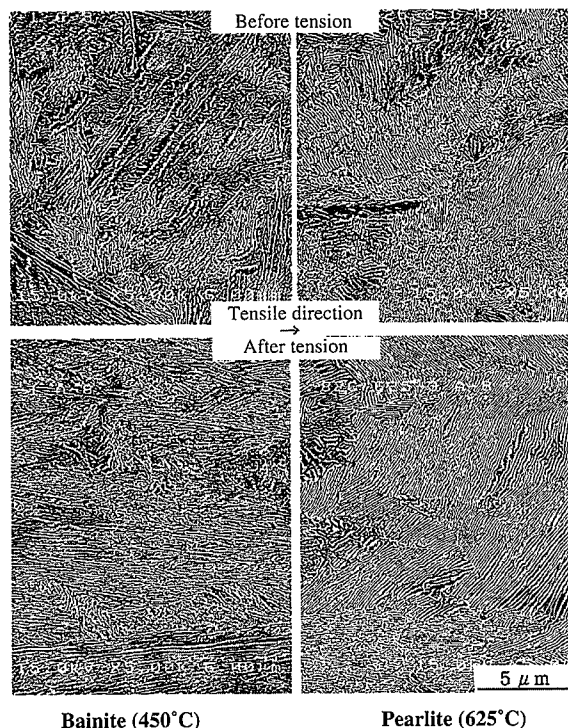 Before tension
Tensile direction
→
After tension
5 μm
Bainite (450°C)
Pearlite (625°C)